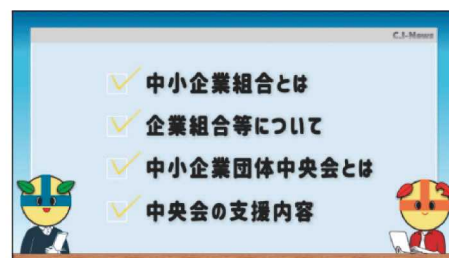 C.I-News
中小企業組合とは
企業組合等について
中小企業団体中央会とは
中央会の支援内容